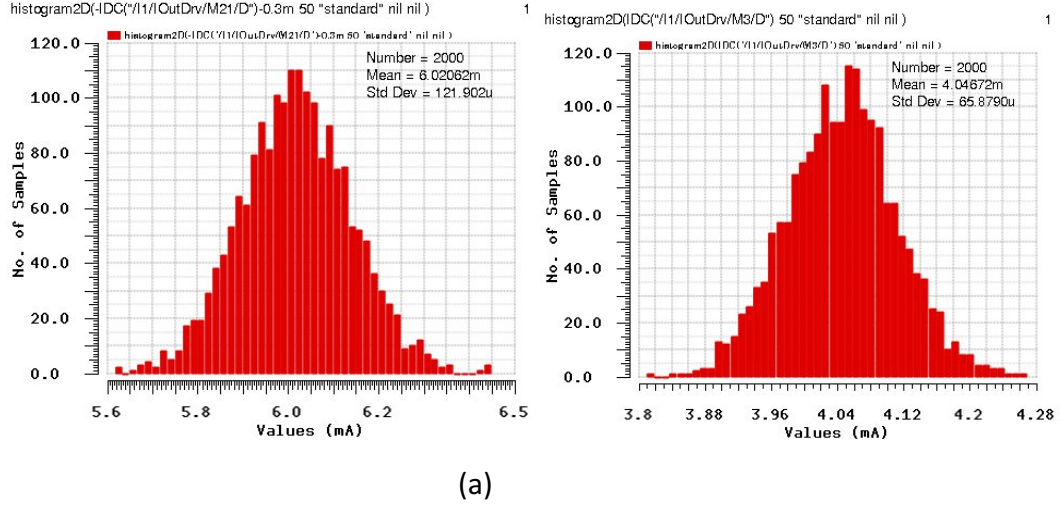 histogram2D(-IDC("/I1/IOutDrv/M21/D")-0.3m 50 "standard" nil nil ) 1
histogram2D(-IDC("/I1/IOutDrv/M21/D")-0.3m 50 "standard" nil nil )
Number = 2000
Mean = 6.02062m
Std Dev = 121.902u
120.0
100.0
80.0
60.0
40.0
20.0
0.0
No. of Samples
5.6 5.8 6.0 6.2 6.5
Values (mA)
histogram2D(IDC("/I1/IOutDrv/M3/D") 50 "standard" nil nil ) 1
histogram2D(IDC("/I1/IOutDrv/M3/D") 50 "standard" nil nil )
Number = 2000
Mean = 4.04672m
Std Dev = 65.8790u
120.0
100.0
80.0
60.0
40.0
20.0
0.0
No. of Samples
3.8 3.88 3.96 4.04 4.12 4.2 4.28
Values (mA)
(a)